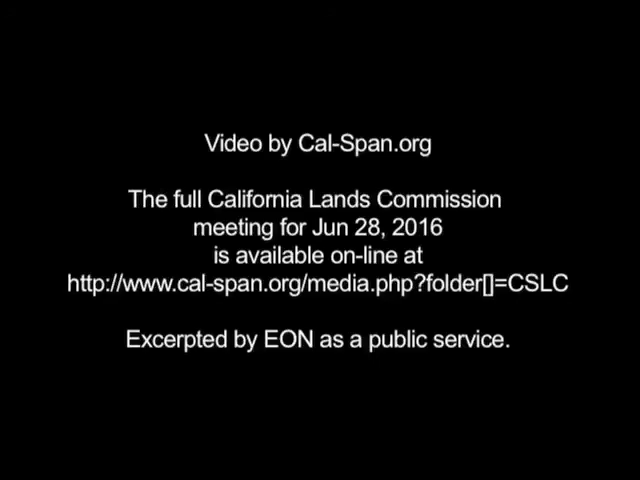 Video by Cal-Span.org
The full California Lands Commission
meeting for Jun 28, 2016
is available on-line at
http://www.cal-span.org/media.php?folder[]=CSLC
Excerpted by EON as a public service.